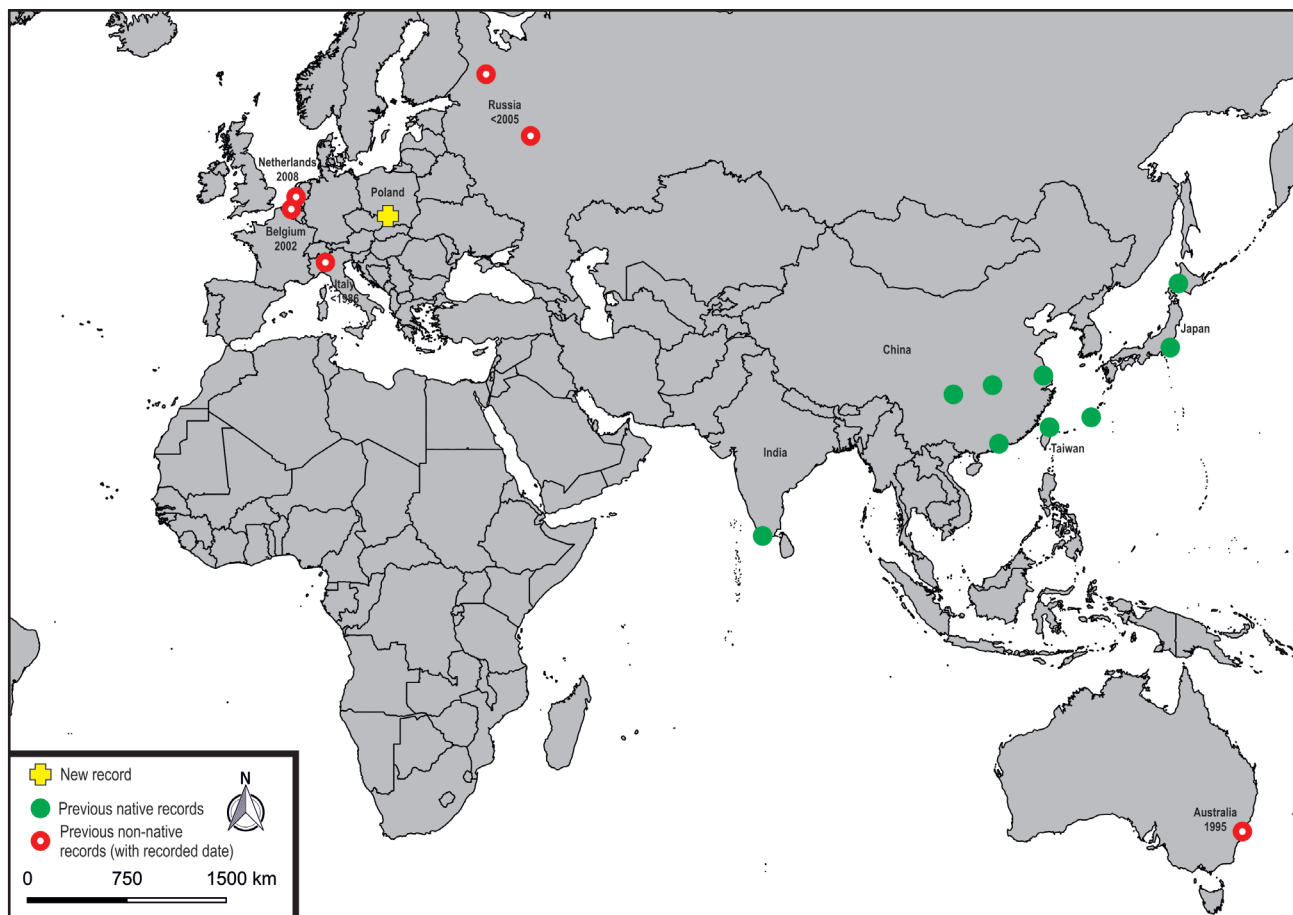 Russia
<2005
Netherlands
2008
Poland
Belgium
2002
Italy
<1986
Japan
China
India
Taiwan
Australia
1995
New record
N
Previous native records
Previous non-native
records (with recorded date)
0 750 1500 km